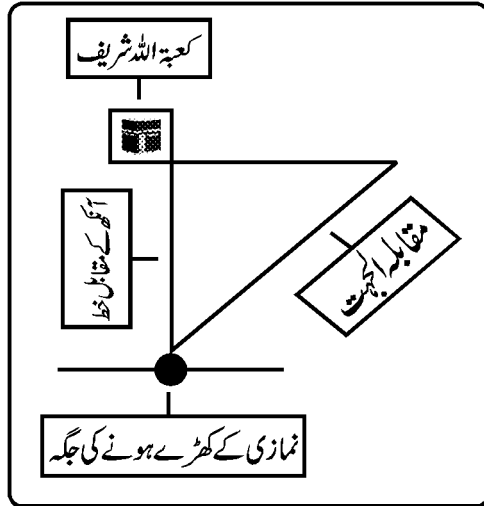 کعبۃ اللہ شریف
آنکھ کے مقابل خط
مقابلہ الجہت
نمازی کے کھڑے ہونے کی جگہ